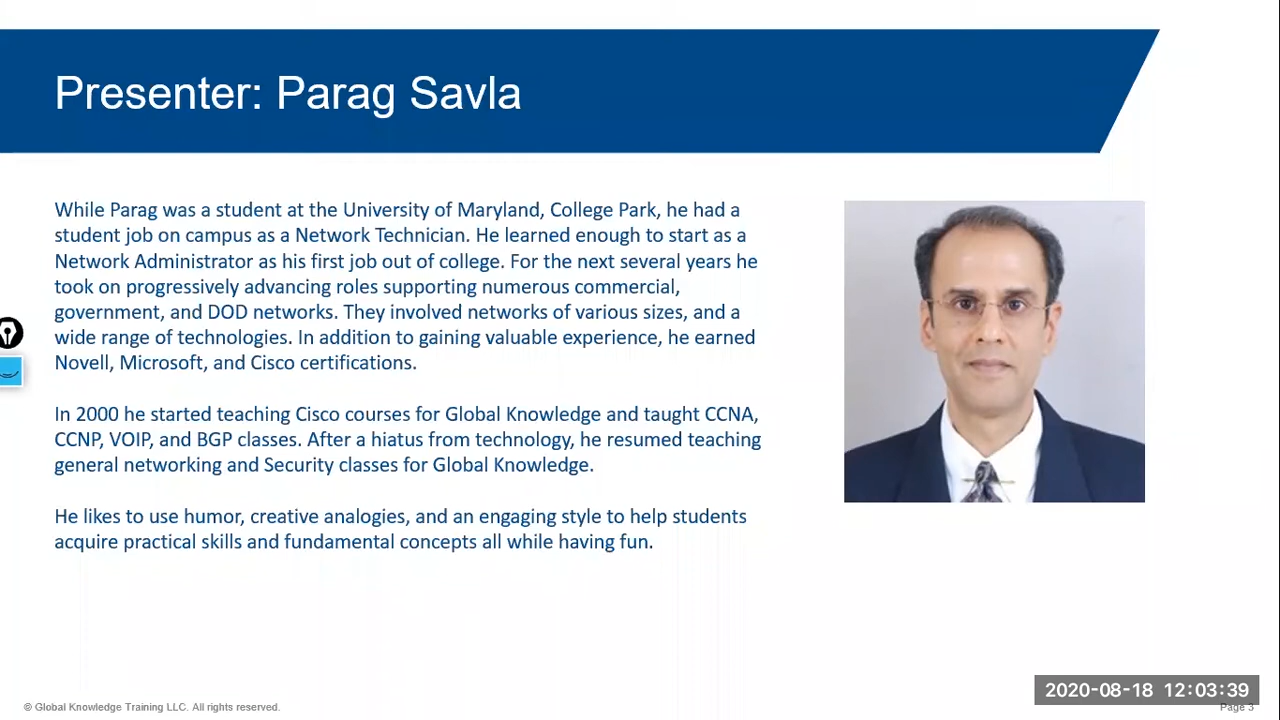 Presenter: Parag Savla
While Parag was a student at the University of Maryland, College Park, he had a
student job on campus as a Network Technician. He learned enough to start as a
Network Administrator as his first job out of college. For the next several years he
took on progressively advancing roles supporting numerous commercial,
government, and DOD networks. They involved networks of various sizes, and a
wide range of technologies. In addition to gaining valuable experience, he earned
Novell, Microsoft, and Cisco certifications.
In 2000 he started teaching Cisco courses for Global Knowledge and taught CCNA,
CCNP, VOIP, and BGP classes. After a hiatus from technology, he resumed teaching
general networking and Security classes for Global Knowledge.
He likes to use humor, creative analogies, and an engaging style to help students
acquire practical skills and fundamental concepts all while having fun.
2020-08-18 12:03:39
© Global Knowledge Training LLC. All rights reserved.
Page 3